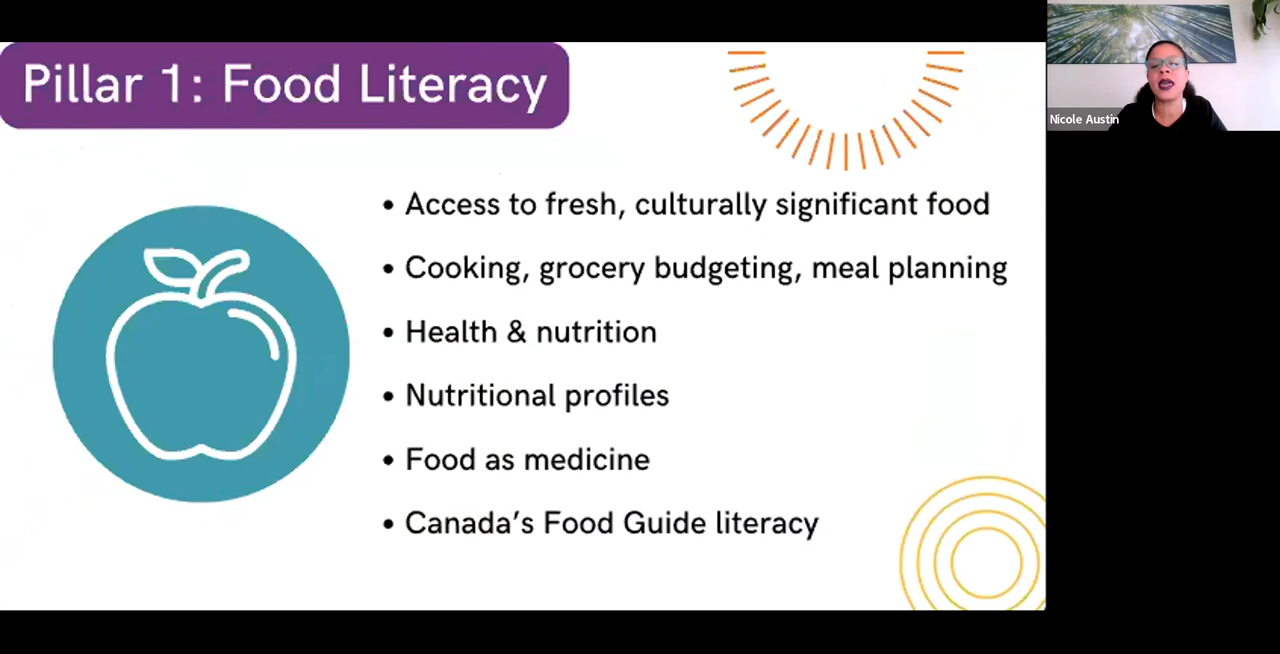 Pillar 1: Food Literacy
Nicole Austin
• Access to fresh, culturally significant food
• Cooking, grocery budgeting, meal planning
• Health & nutrition
• Nutritional profiles
• Food as medicine
• Canada’s Food Guide literacy